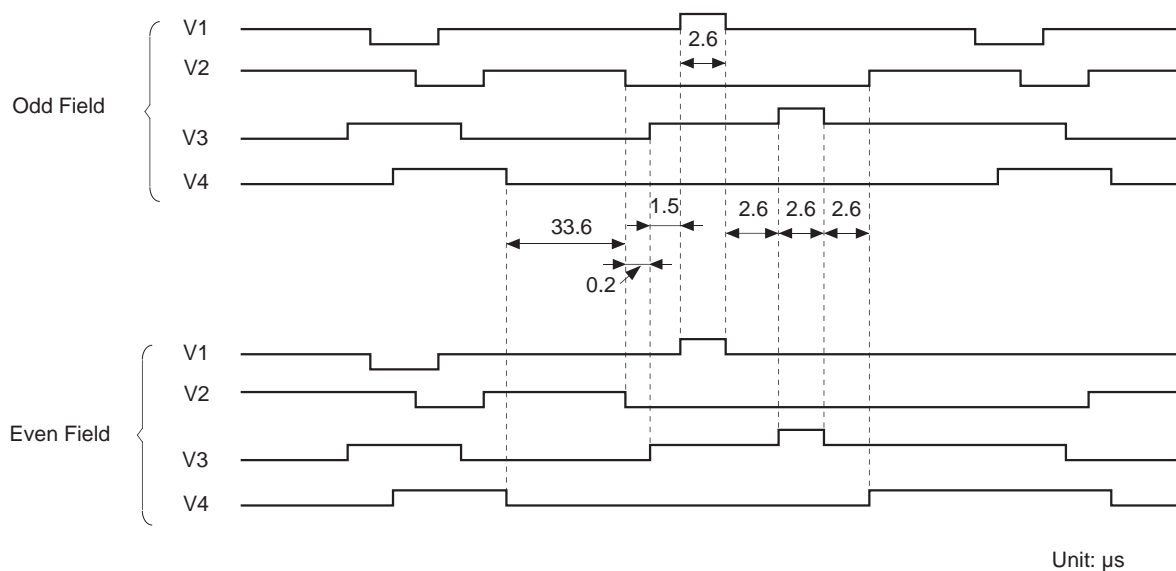 V1
2.6
V2
Odd Field
V3
V4
1.5
2.6 2.6 2.6
33.6
0.2
V1
V2
Even Field
V3
V4
Unit: μs